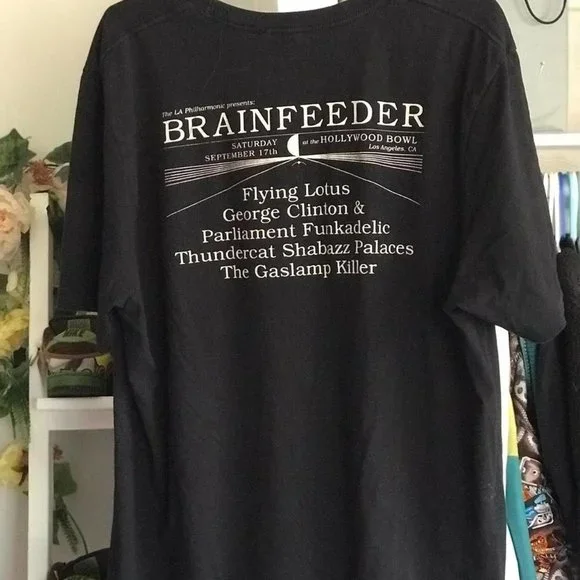 The LA Philharmonic presents:
BRAINFEEDER
SATURDAY
SEPTEMBER 17th
at the HOLLYWOOD BOWL
Los Angeles, CA
Flying Lotus
George Clinton &
Parliament Funkadelic
Thundercat Shabazz Palaces
The Gaslamp Killer